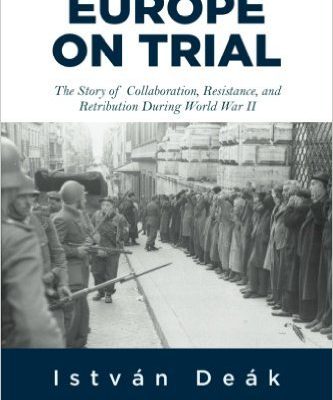 EUROPE
ON TRIAL
The Story of Collaboration, Resistance, and
Retribution During World War II
István Deák